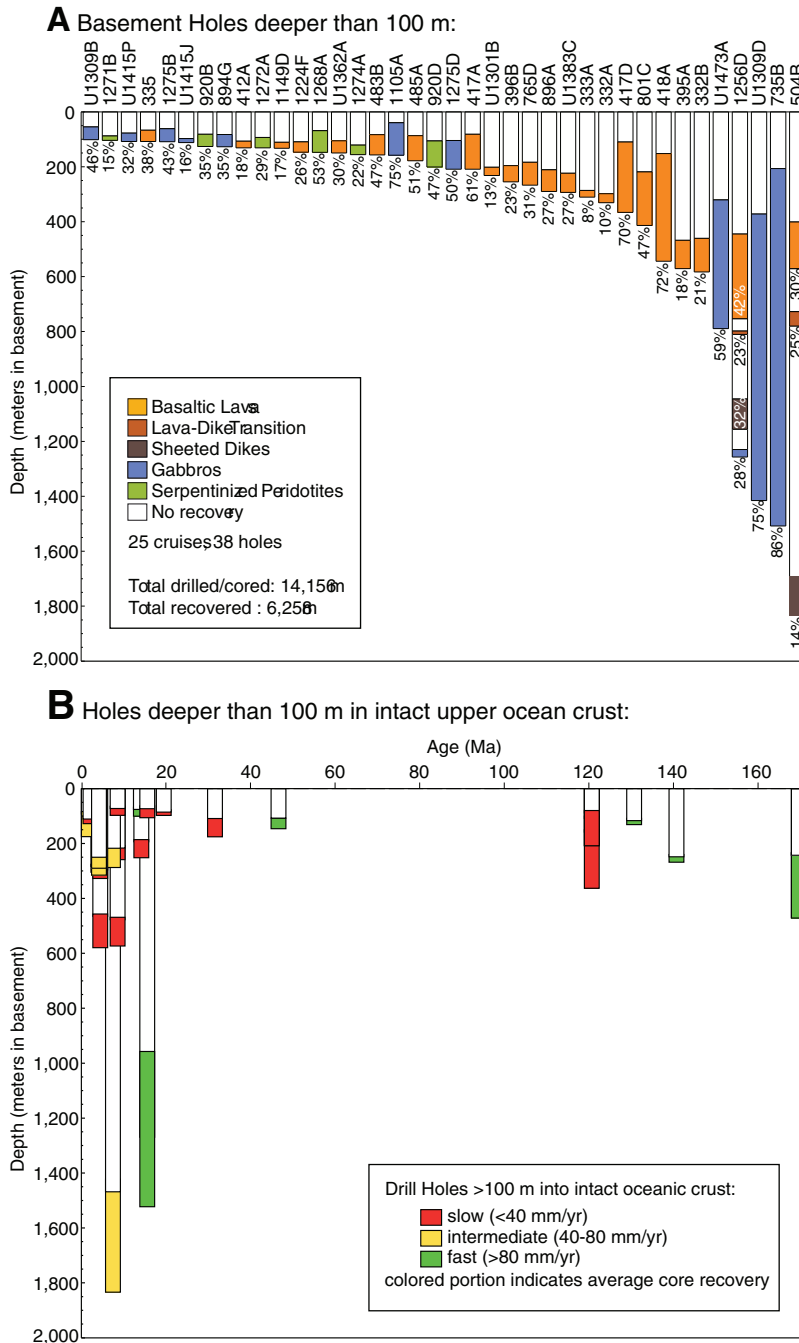 A Basement Holes deeper than 100 m:
U1309B 1271B U1415P 335 1275B U1415J 920B 894G 412A 1272A 1149D 1224F 1268A U1362A 1274A 483B 1105A 485A 920D 1275D 417A U1301B 396B 765D 896A U1383C 333A 332A 417D 801C 418A 395A 332B U1473A 1256D U1309D 735B 504B
0
200
400
600
800
1,000
1,200
1,400
1,600
1,800
2,000
Depth (meters in basement)
46% 15% 32% 38% 43% 16% 35% 35% 18% 29% 17% 26% 53% 30% 22% 47% 75% 51% 47% 50% 61% 13% 23% 31% 27% 27% 8% 10% 70% 47% 72% 18% 21% 59% 42% 23% 32% 28% 75% 86% 30% 25% 14%
Basaltic Lavas
Lava-Dike Transition
Sheeted Dikes
Gabbros
Serpentinized Peridotites
No recovery
25 cruises, 38 holes
Total drilled/cored: 14,156m
Total recovered : 6,258m
B Holes deeper than 100 m in intact upper ocean crust:
Age (Ma)
0 20 40 60 80 100 120 140 160
0
200
400
600
800
1,000
1,200
1,400
1,600
1,800
2,000
Depth (meters in basement)
Drill Holes >100 m into intact oceanic crust:
slow (<40 mm/yr)
intermediate (40-80 mm/yr)
fast (>80 mm/yr)
colored portion indicates average core recovery